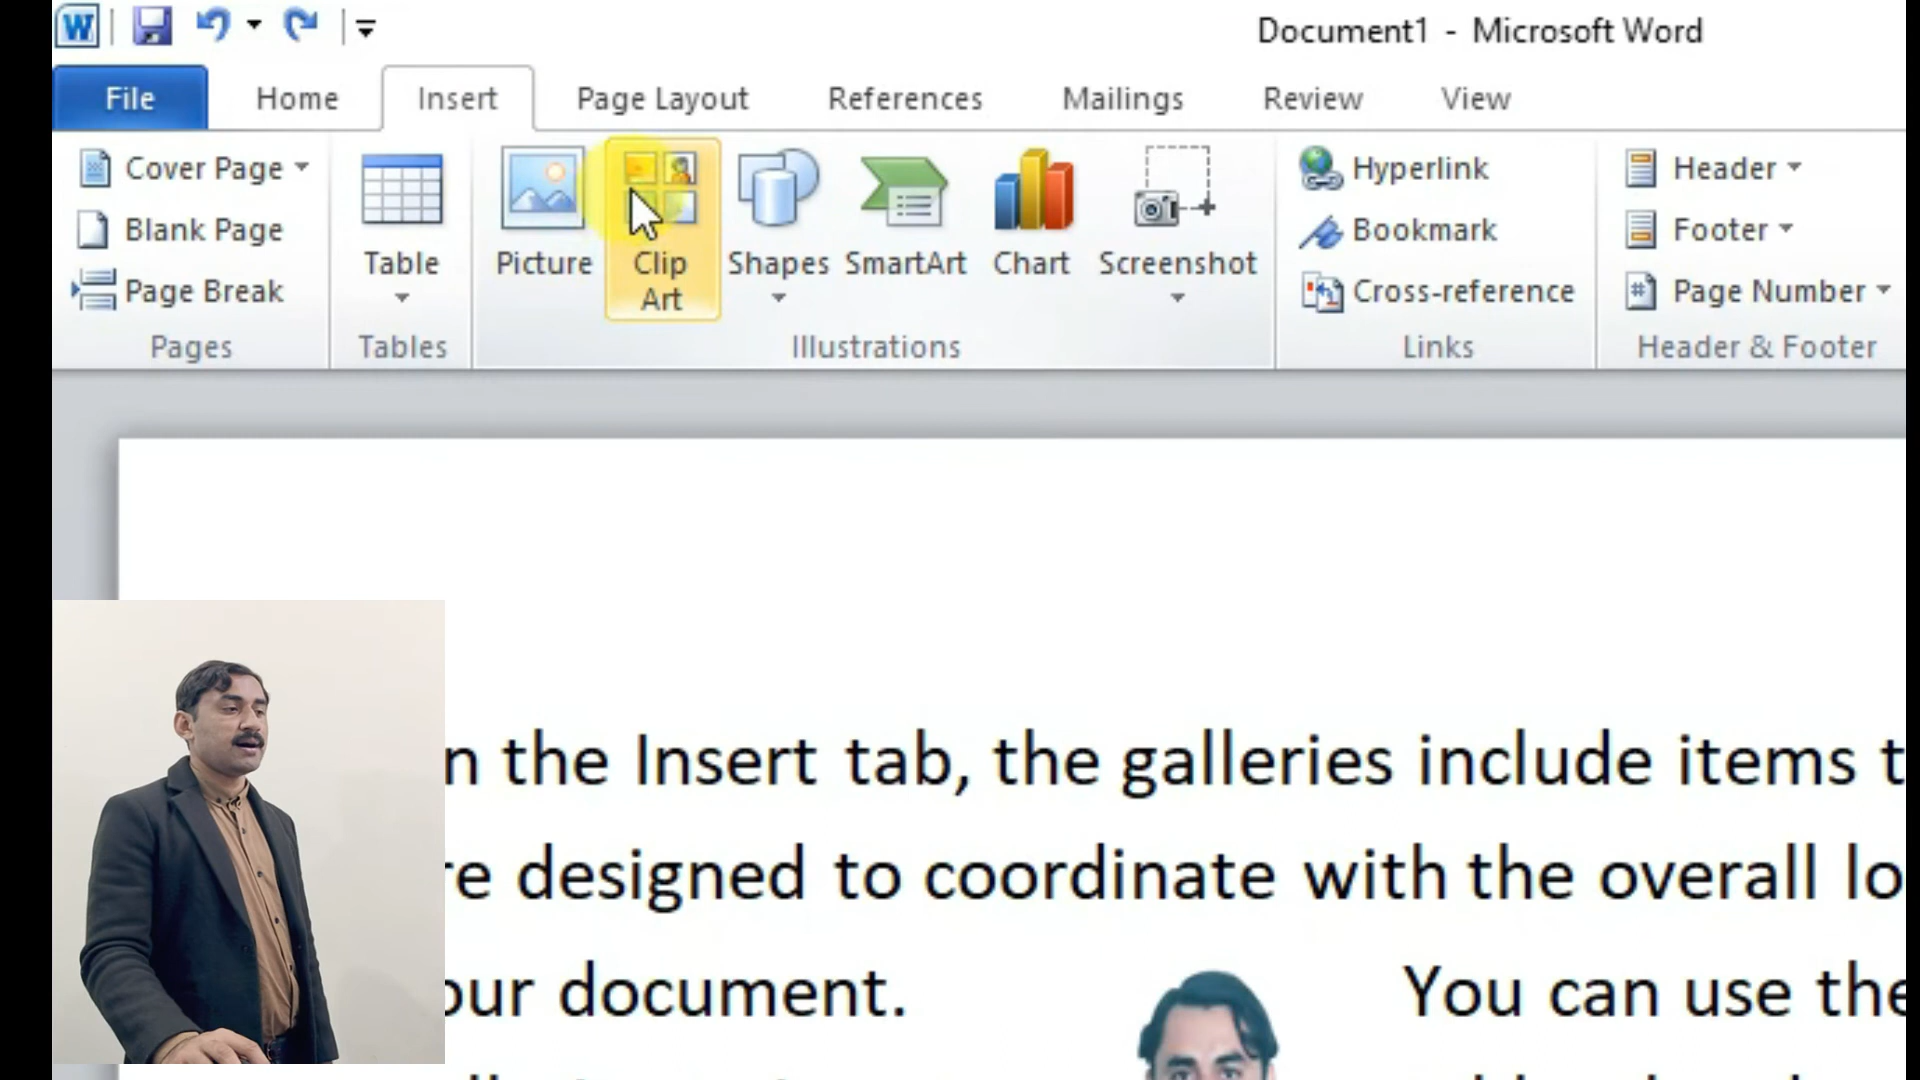 W
Document1 - Microsoft Word
File Home Insert Page Layout References Mailings Review View
Cover Page
Blank Page
Page Break
Pages
Table
Tables
Picture
Clip Art
Shapes
SmartArt
Chart
Screenshot
Illustrations
Hyperlink
Bookmark
Cross-reference
Links
Header
Footer
# Page Number
Header & Footer
n the Insert tab, the galleries include items t
re designed to coordinate with the overall lo
our document. You can use the